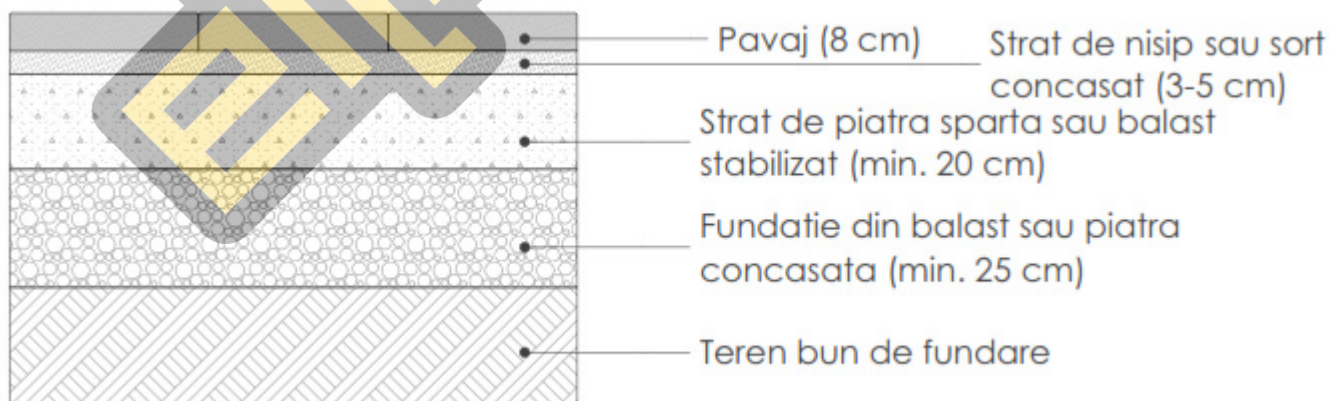 Pavaj (8 cm)
Strat de nisip sau sort
concasat (3-5 cm)
Strat de piatra sparta sau balast
stabilizat (min. 20 cm)
Fundatie din balast sau piatra
concasata (min. 25 cm)
Teren bun de fundare